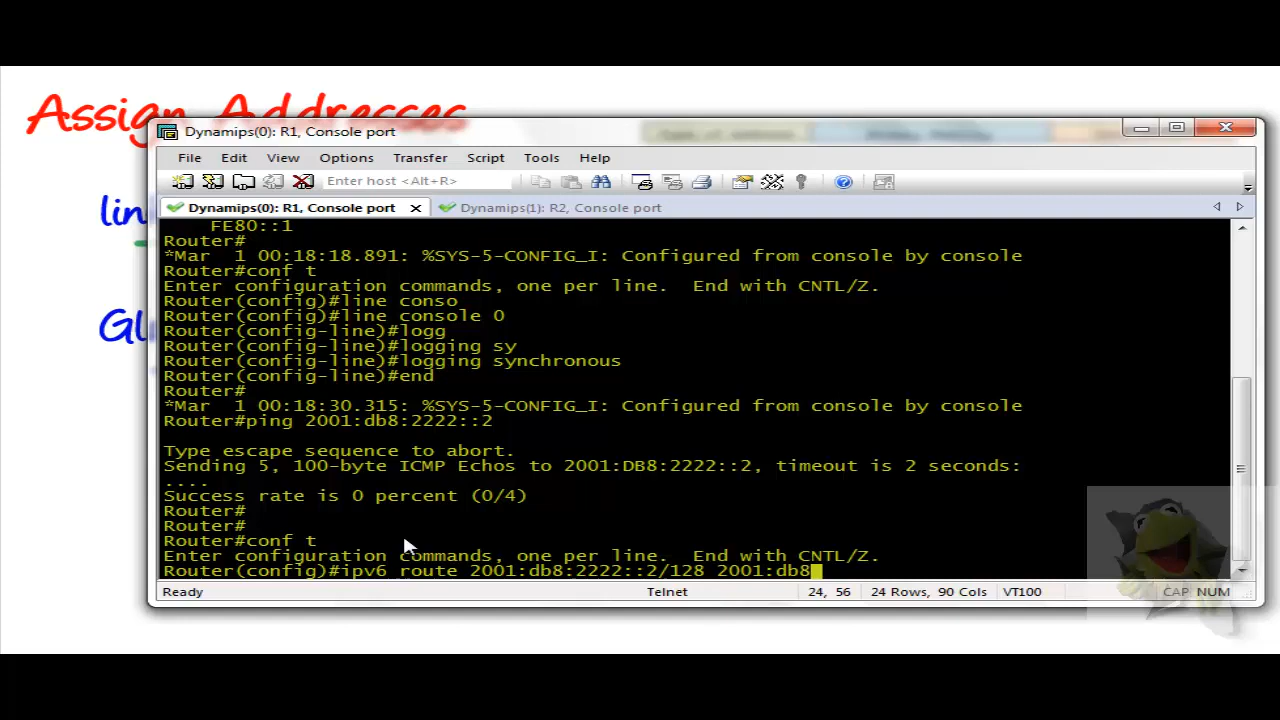 Assign Addresses
Dynamips(0): R1, Console port
File Edit View Options Transfer Script Tools Help
Enter host <Alt+R>
Dynamips(0): R1, Console port
Dynamips(1): R2, Console port
lin
Gl
FE80::1
Router#
*Mar  1 00:18:18.891: %SYS-5-CONFIG_I: Configured from console by console
Router#conf t
Enter configuration commands, one per line.  End with CNTL/Z.
Router(config)#line conso
Router(config)#line console 0
Router(config-line)#logg
Router(config-line)#logging sy
Router(config-line)#logging synchronous
Router(config-line)#end
Router#
*Mar  1 00:18:30.315: %SYS-5-CONFIG_I: Configured from console by console
Router#ping 2001:db8:2222::2
Type escape sequence to abort.
Sending 5, 100-byte ICMP Echos to 2001:DB8:2222::2, timeout is 2 seconds:
....
Success rate is 0 percent (0/4)
Router#
Router#
Router#conf t
Enter configuration commands, one per line.  End with CNTL/Z.
Router(config)#ipv6 route 2001:db8:2222::2/128 2001:db8
Ready Telnet 24, 56 24 Rows, 90 Cols VT100 CAP NUM